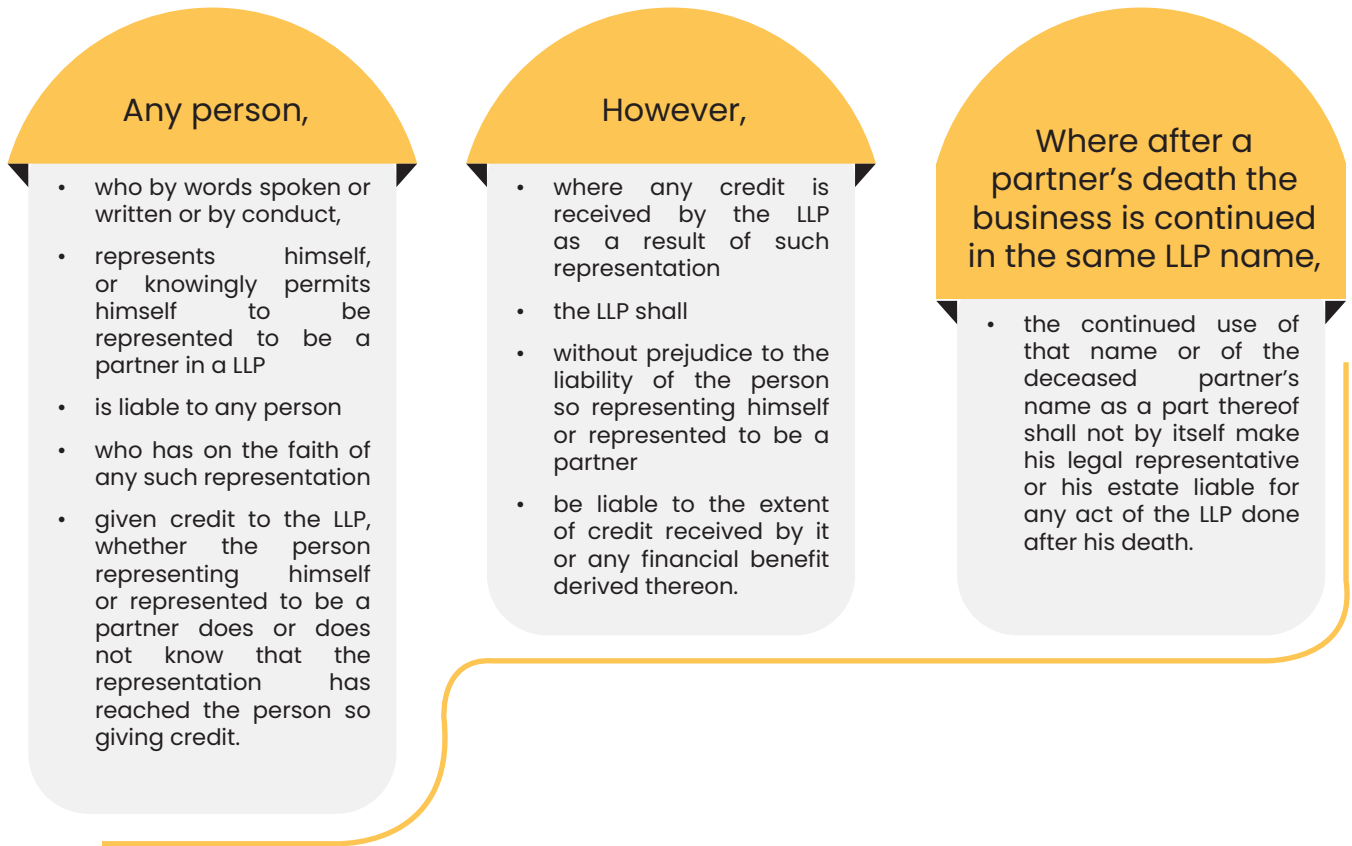 Any person,
• who by words spoken or
written or by conduct,
• represents himself,
or knowingly permits
himself to be
represented to be a
partner in a LLP
• is liable to any person
• who has on the faith of
any such representation
• given credit to the LLP,
whether the person
representing himself
or represented to be a
partner does or does
not know that the
representation has
reached the person so
giving credit.
However,
• where any credit is
received by the LLP
as a result of such
representation
• the LLP shall
• without prejudice to the
liability of the person
so representing himself
or represented to be a
partner
• be liable to the extent
of credit received by it
or any financial benefit
derived thereon.
Where after a
partner’s death the
business is continued
in the same LLP name,
• the continued use of
that name or of the
deceased partner’s
name as a part thereof
shall not by itself make
his legal representative
or his estate liable for
any act of the LLP done
after his death.